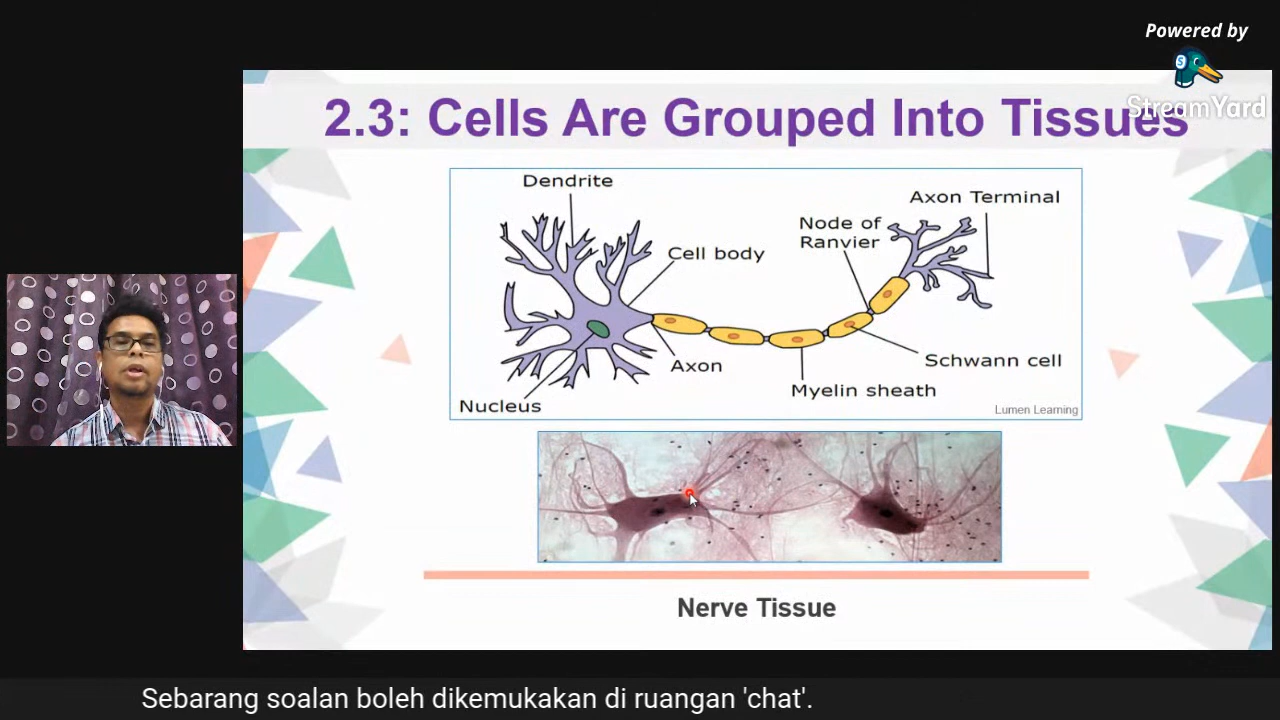 Powered by
StreamYard
2.3: Cells Are Grouped Into Tissues
Dendrite
Cell body
Node of
Ranvier
Axon Terminal
Axon
Nucleus
Myelin sheath
Schwann cell
Lumen Learning
Nerve Tissue
Sebarang soalan boleh dikemukakan di ruangan 'chat'.